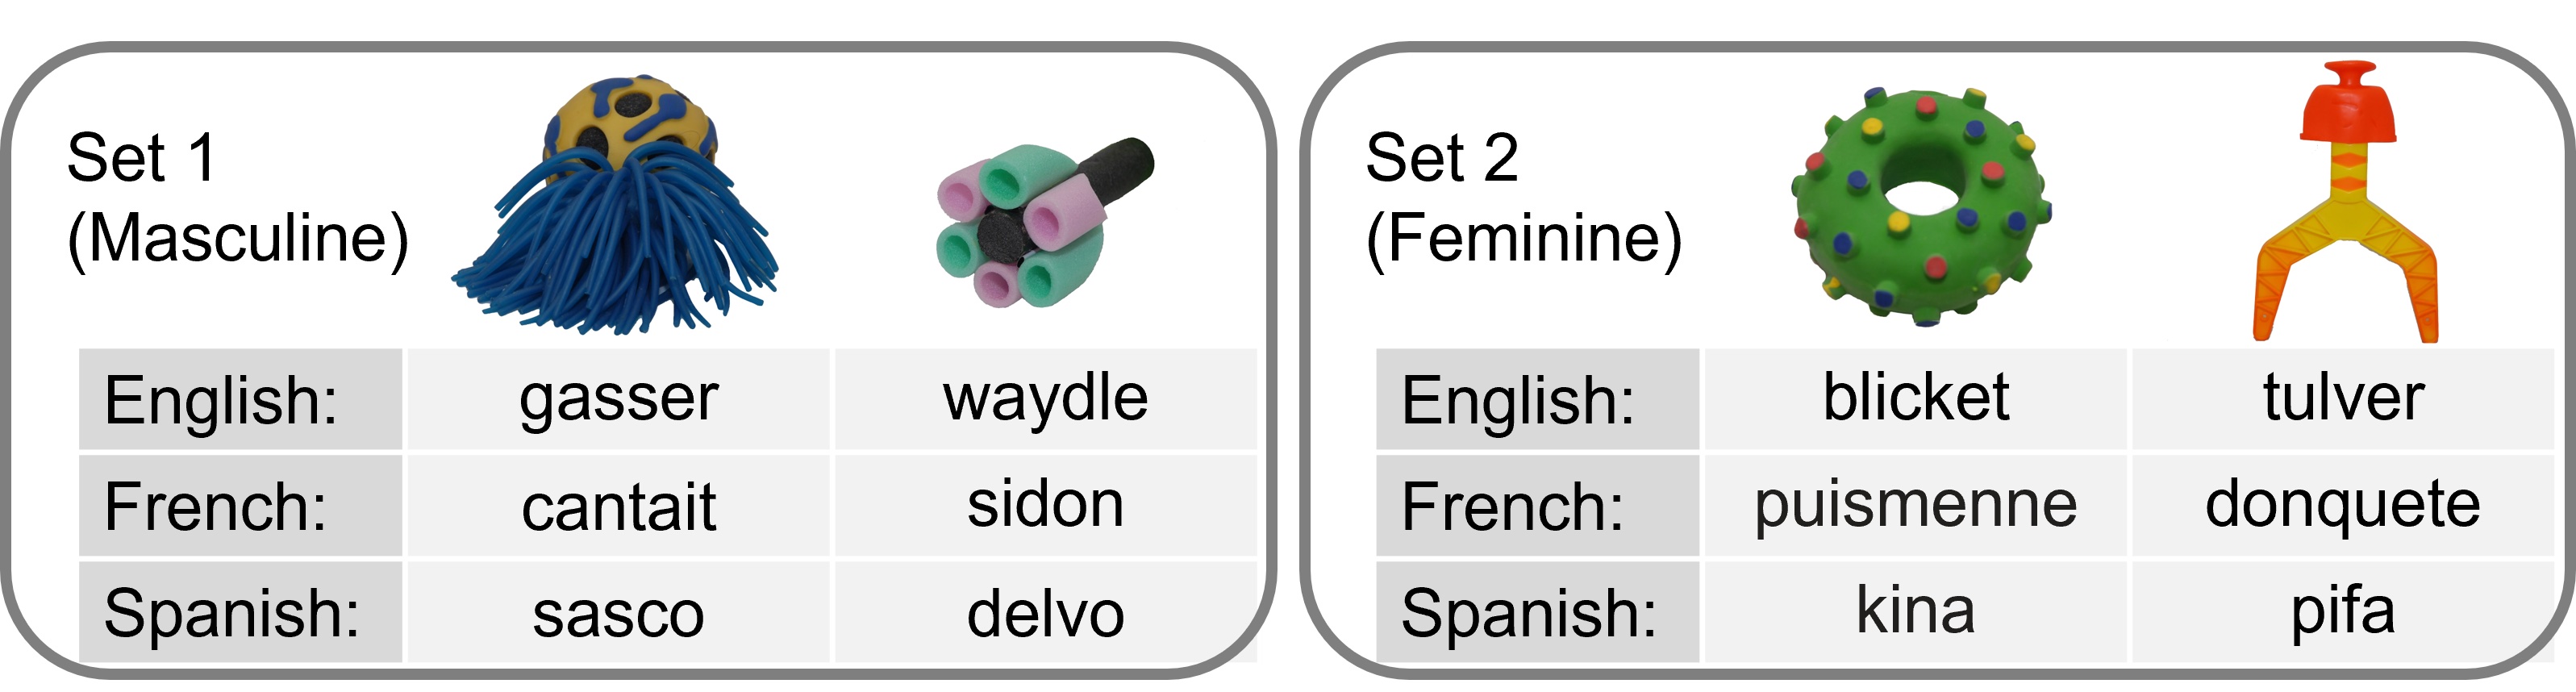 Set 1
(Masculine)
English: gasser waydle
French: cantait sidon
Spanish: sasco delvo
Set 2
(Feminine)
English: blicket tulver
French: puismenne donquete
Spanish: kina pifa